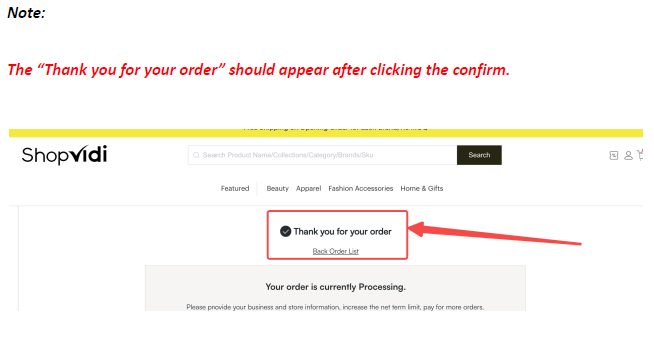 Note:
The “Thank you for your order” should appear after clicking the confirm.
Shopvidi
Search Product Name/Collections/Category/Brands/Sku
Search
Featured Beauty Apparel Fashion Accessories Home & Gifts
Thank you for your order
Back Order List
Your order is currently Processing.
Please provide your business and store information, increase the net term limit, pay for more orders.